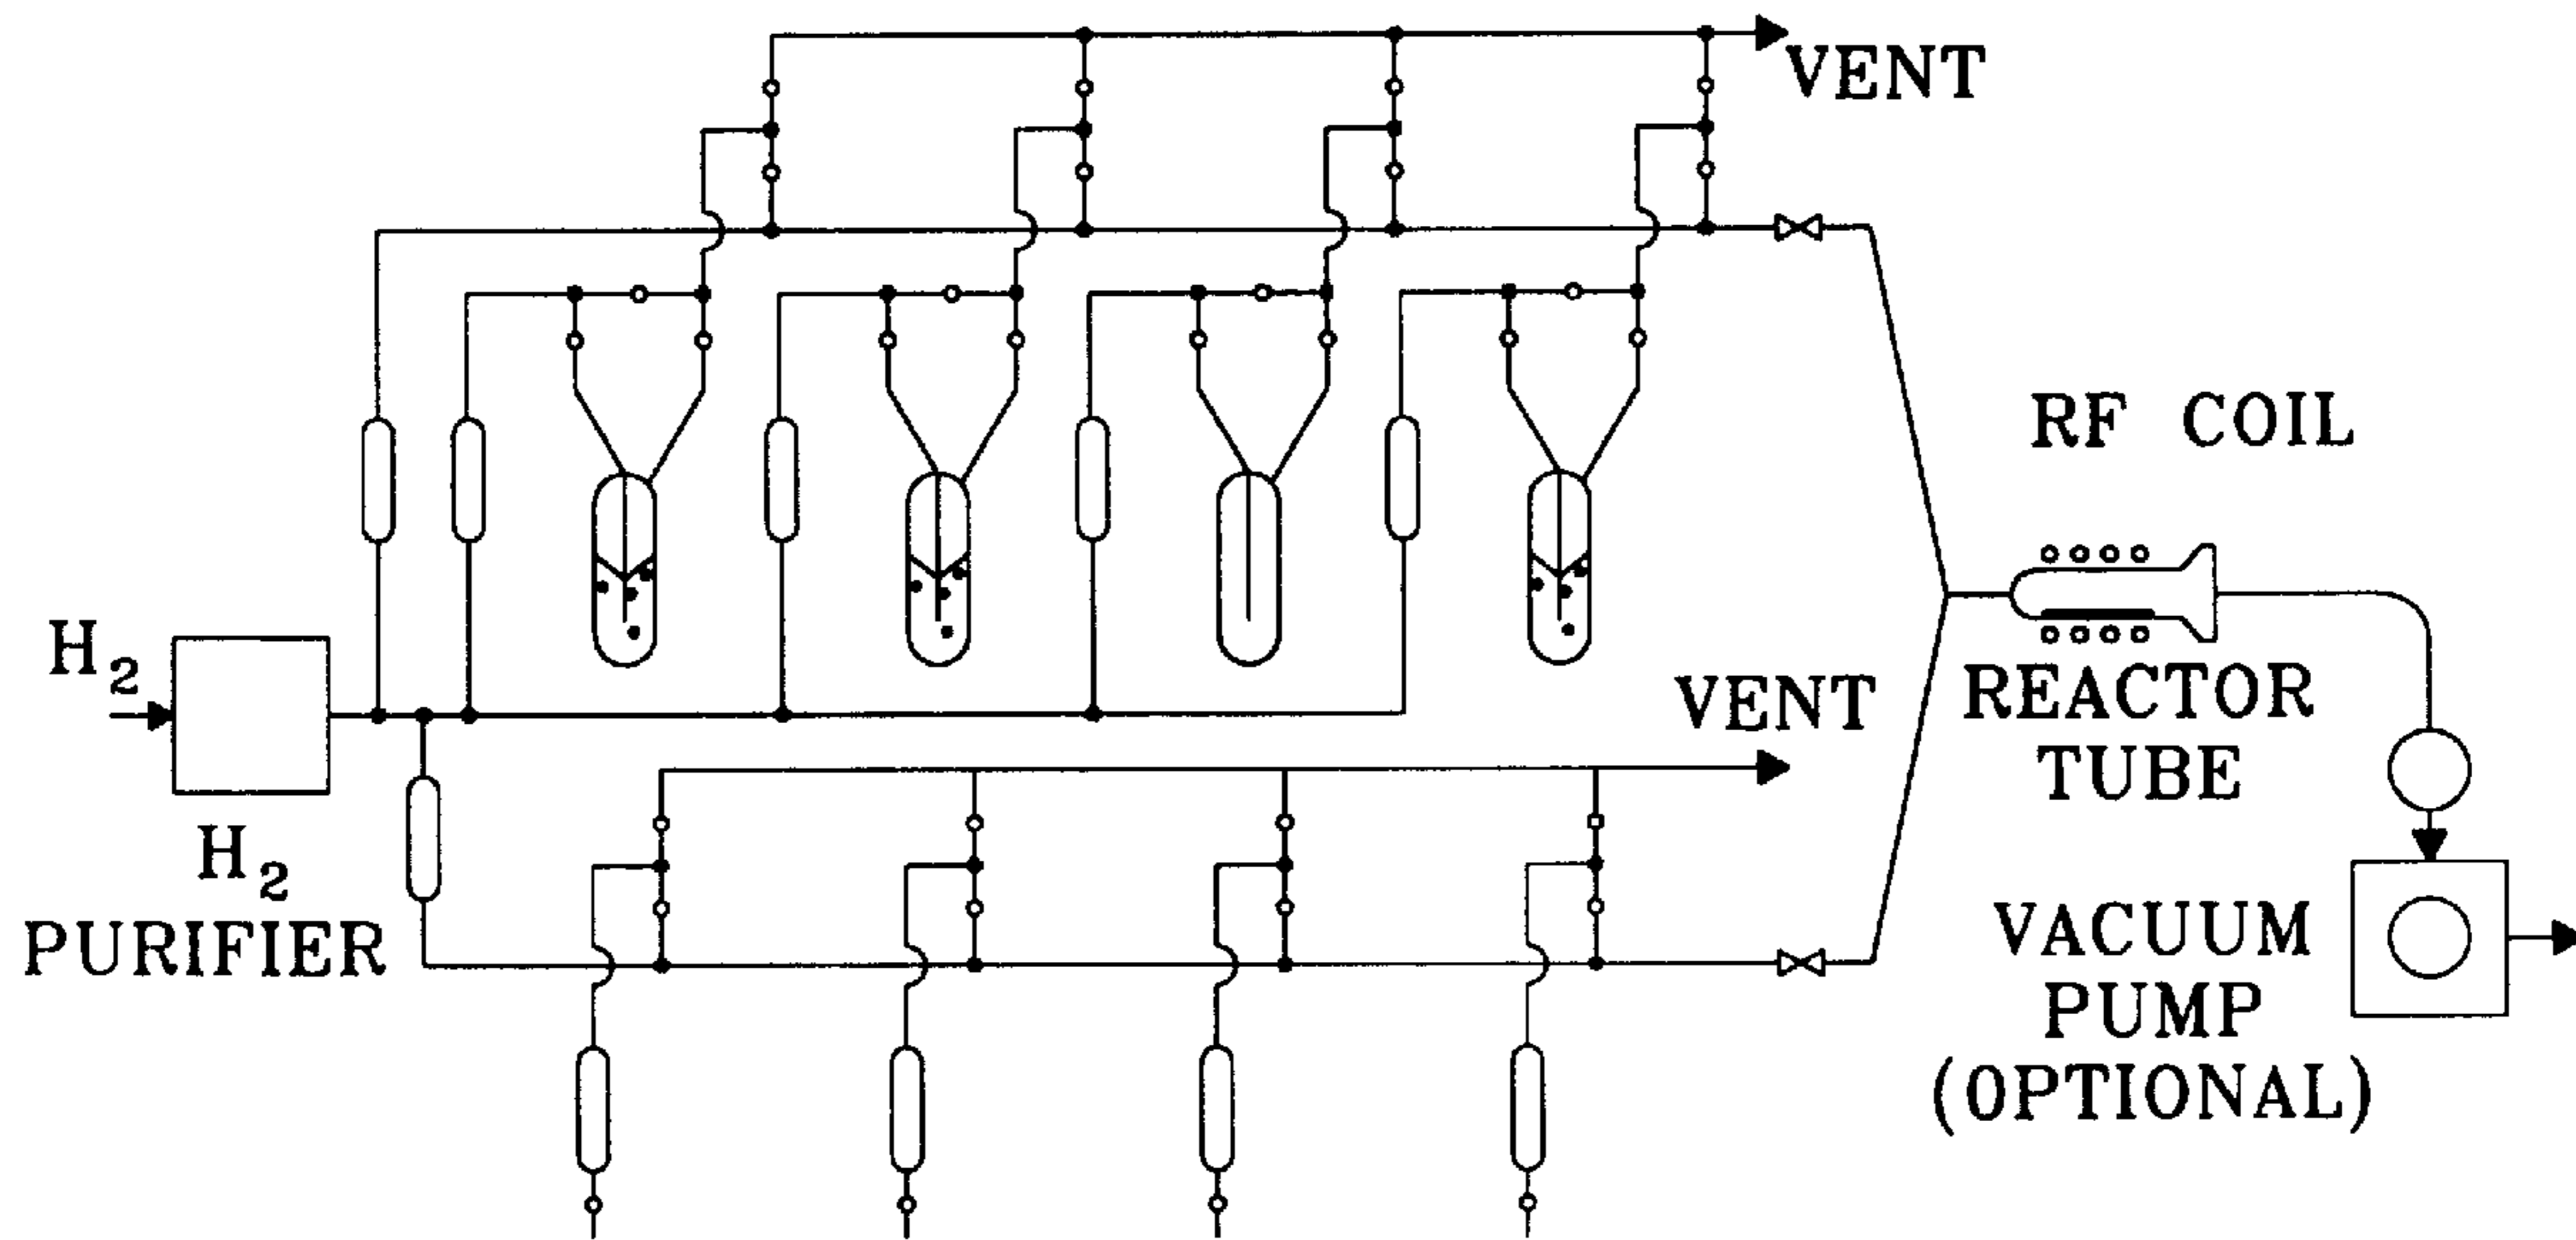 VENT
RF COIL
H₂
VENT
REACTOR
TUBE
H₂
PURIFIER
VACUUM
PUMP
(OPTIONAL)